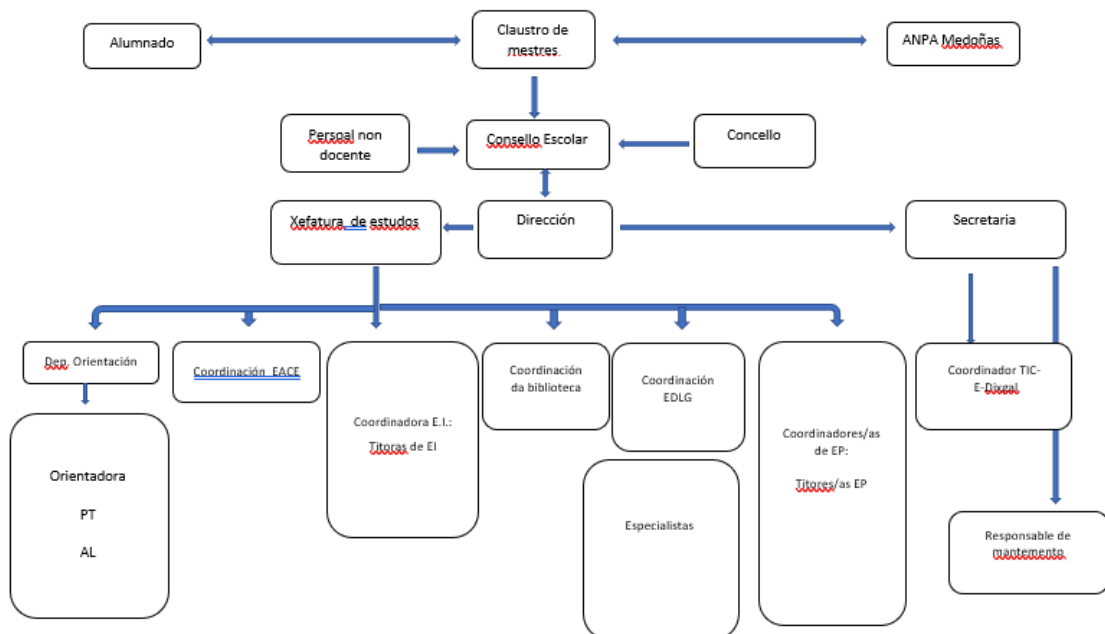 Alumnado
Claustro de
mestres
ANPA Medoñas
Persoal non
docente
Consello Escolar
Concello
Xefatura de estudos
Dirección
Secretaria
Dep. Orientación
Coordinación EACE
Coordinadora E.I.:
Titoras de EI
Coordinación
da biblioteca
Coordinación
EDLG
Coordinadores/as
de EP:
Titores/as EP
Coordinador TIC-
E-Dixgal
Orientadora
PT
AL
Especialistas
Responsable de
mantemento